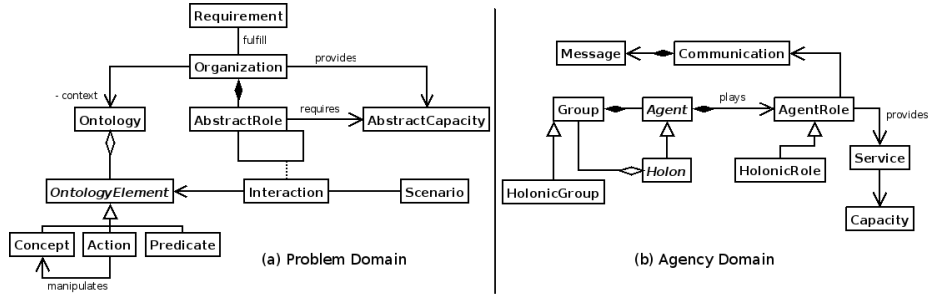 Requirement
fulfill
Organization
provides
- context
Ontology
AbstractRole
requires
AbstractCapacity
OntologyElement
Interaction
Scenario
Concept
Action
Predicate
manipulates
(a) Problem Domain
Message
Communication
Group
Agent
plays
AgentRole
provides
Holon
HolonicRole
Service
HolonicGroup
Capacity
(b) Agency Domain